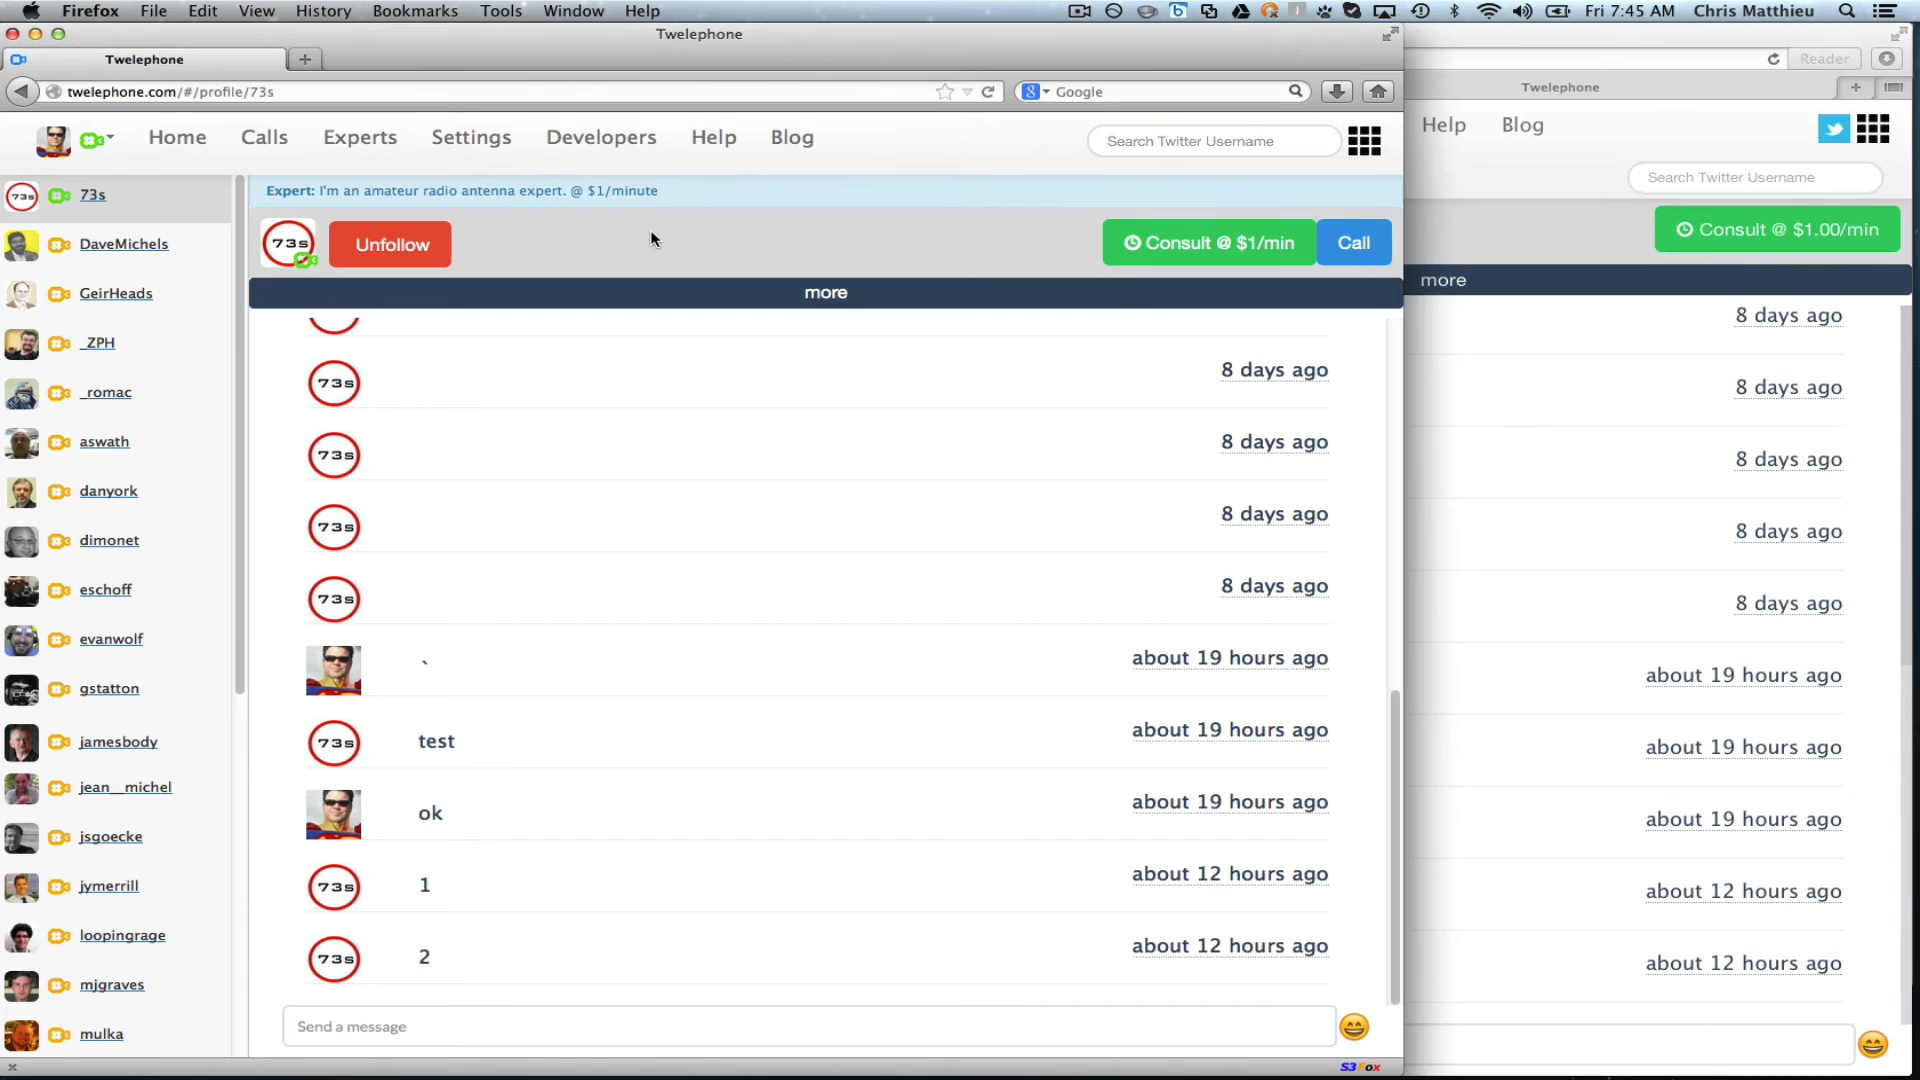 Firefox File Edit View History Bookmarks Tools Window Help Fri 7:45 AM Chris Matthieu
Twelephone
Twelephone
twelephone.com/#/profile/73s
Google
Reader
Twelephone
Home Calls Experts Settings Developers Help Blog
Search Twitter Username
Help Blog
Search Twitter Username
Expert: I'm an amateur radio antenna expert. @ $1/minute
73s
Unfollow
Consult @ $1/min
Call
Consult @ $1.00/min
more
more
73s 73s
DaveMichels
GeirHeads
_ZPH
_romac
aswath
danyork
dimonet
eschoff
evanwolf
gstatton
jamesbody
jean__michel
jsgoecke
jymerrill
loopingrage
mjgraves
mulka
73s 8 days ago
73s 8 days ago
73s 8 days ago
73s 8 days ago
` about 19 hours ago
73s test about 19 hours ago
ok about 19 hours ago
73s 1 about 12 hours ago
73s 2 about 12 hours ago
Send a message
S3Fox
8 days ago
8 days ago
8 days ago
8 days ago
8 days ago
about 19 hours ago
about 19 hours ago
about 19 hours ago
about 12 hours ago
about 12 hours ago